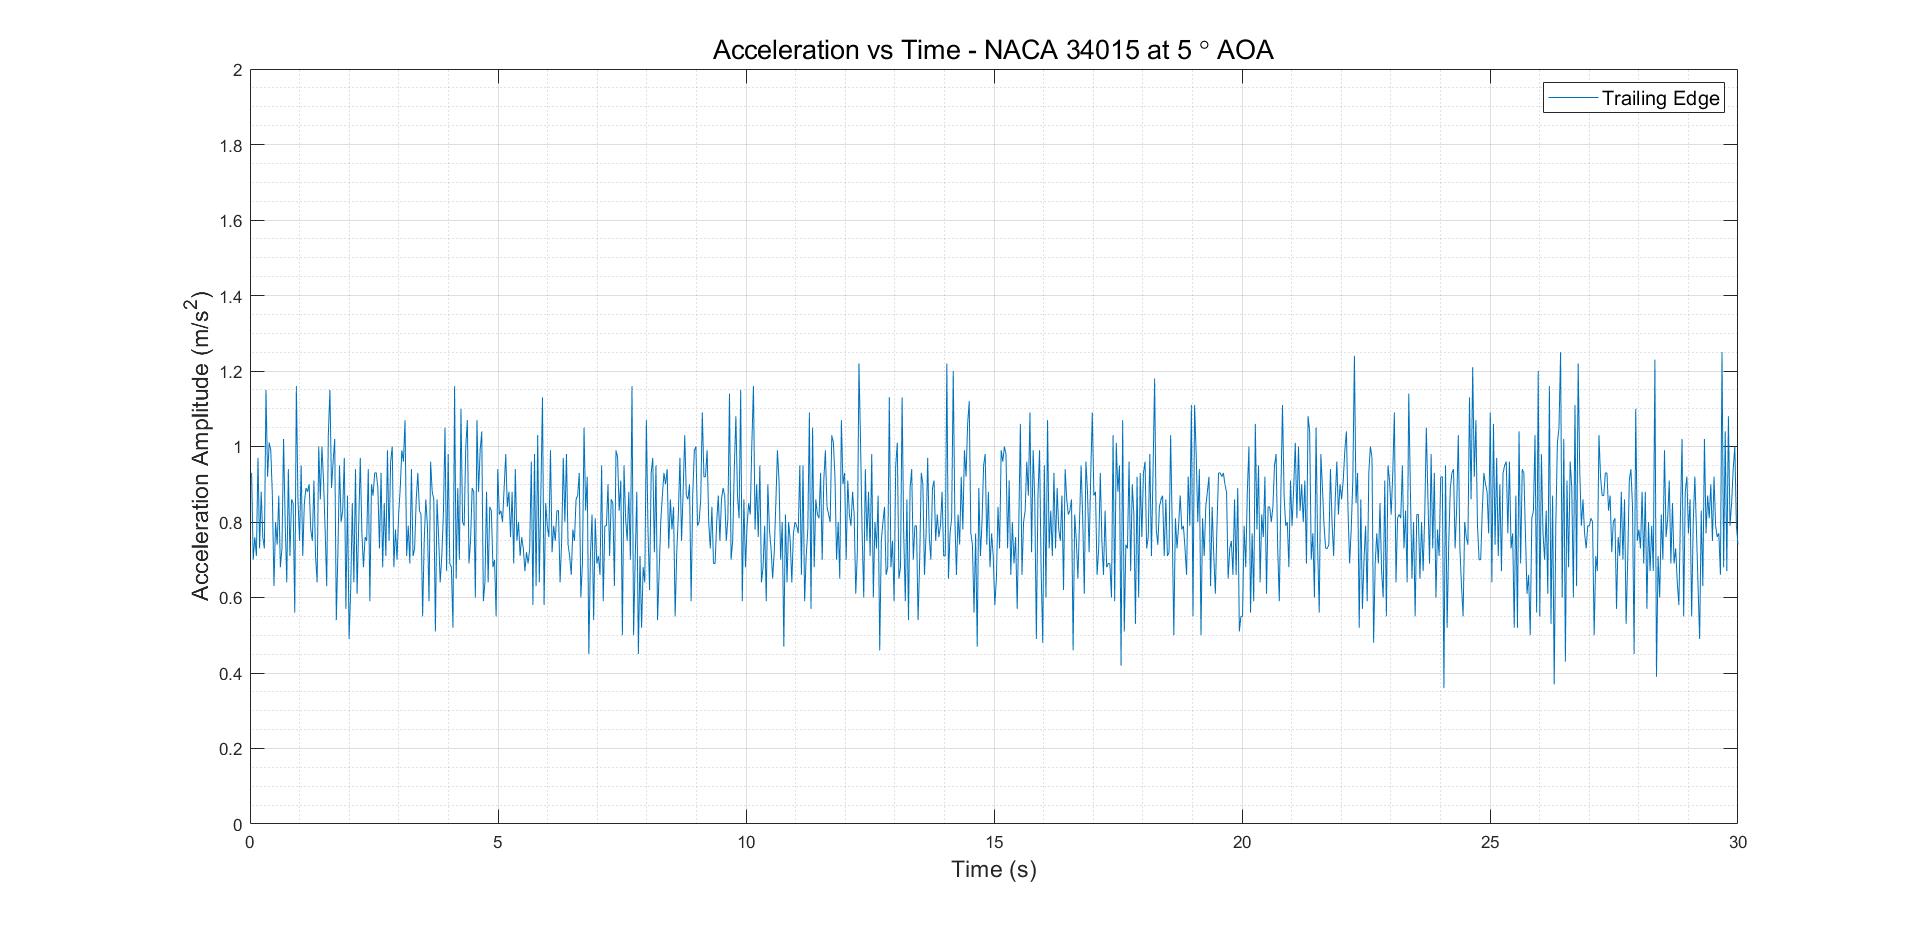 Acceleration vs Time - NACA 34015 at 5 ° AOA
Trailing Edge
Acceleration Amplitude (m/s²)
2
1.8
1.6
1.4
1.2
1
0.8
0.6
0.4
0.2
0
0 5 10 15 20 25 30
Time (s)